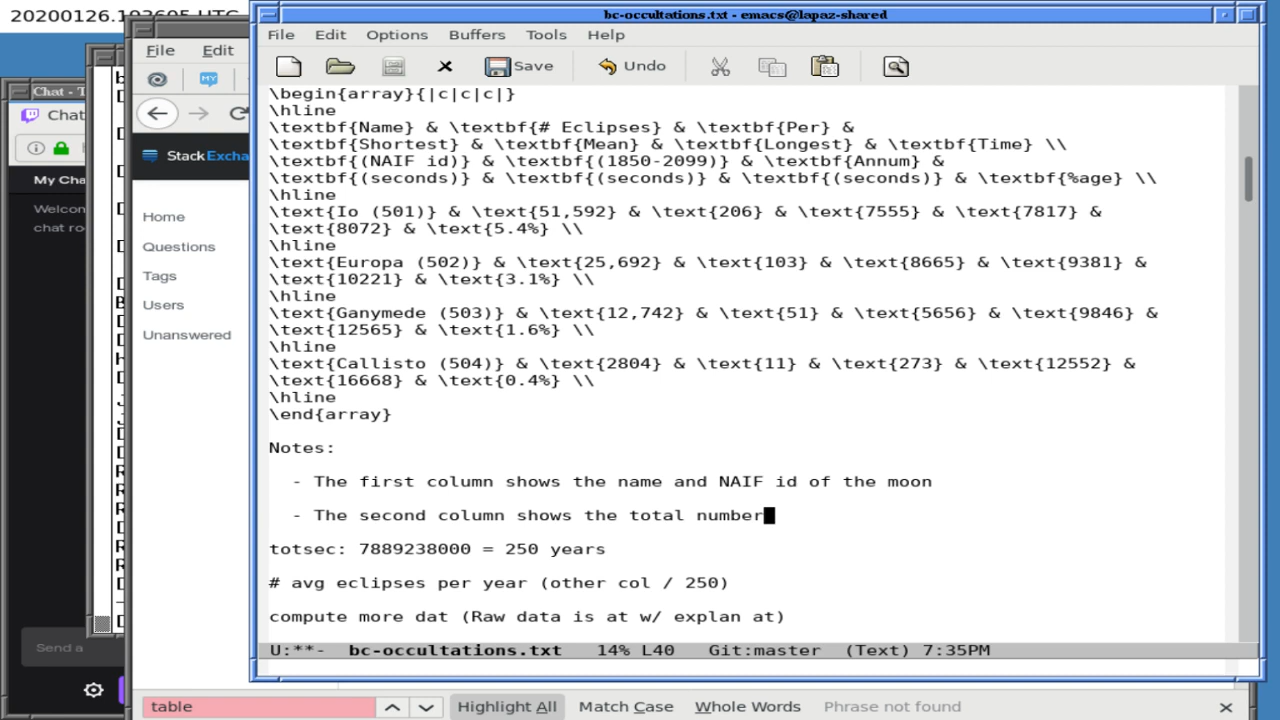 20200126.193605 UTC
bc-occultations.txt - emacs@lapaz-shared
File Edit Options Buffers Tools Help
Save Undo
\begin{array}{|c|c|c|}
\hline
\textbf{Name} & \textbf{# Eclipses} & \textbf{Per} &
\textbf{Shortest} & \textbf{Mean} & \textbf{Longest} & \textbf{Time} \\
\textbf{(NAIF id)} & \textbf{(1850-2099)} & \textbf{Annum} &
\textbf{(seconds)} & \textbf{(seconds)} & \textbf{(seconds)} & \textbf{%age} \\
\hline
\text{Io (501)} & \text{51,592} & \text{206} & \text{7555} & \text{7817} &
\text{8072} & \text{5.4%} \\
\hline
\text{Europa (502)} & \text{25,692} & \text{103} & \text{8665} & \text{9381} &
\text{10221} & \text{3.1%} \\
\hline
\text{Ganymede (503)} & \text{12,742} & \text{51} & \text{5656} & \text{9846} &
\text{12565} & \text{1.6%} \\
\hline
\text{Callisto (504)} & \text{2804} & \text{11} & \text{273} & \text{12552} &
\text{16668} & \text{0.4%} \\
\hline
\end{array}
Notes:
- The first column shows the name and NAIF id of the moon
- The second column shows the total number
totsec: 7889238000 = 250 years
# avg eclipses per year (other col / 250)
compute more dat (Raw data is at w/ explan at)
U:**- bc-occultations.txt 14% L40 Git:master (Text) 7:35PM
File Edit
MY
StackExcha
Home
Questions
Tags
Users
Unanswered
table Highlight All Match Case Whole Words Phrase not found
Chat - T
Chat
My Cha
Welcon
chat ro
Send a